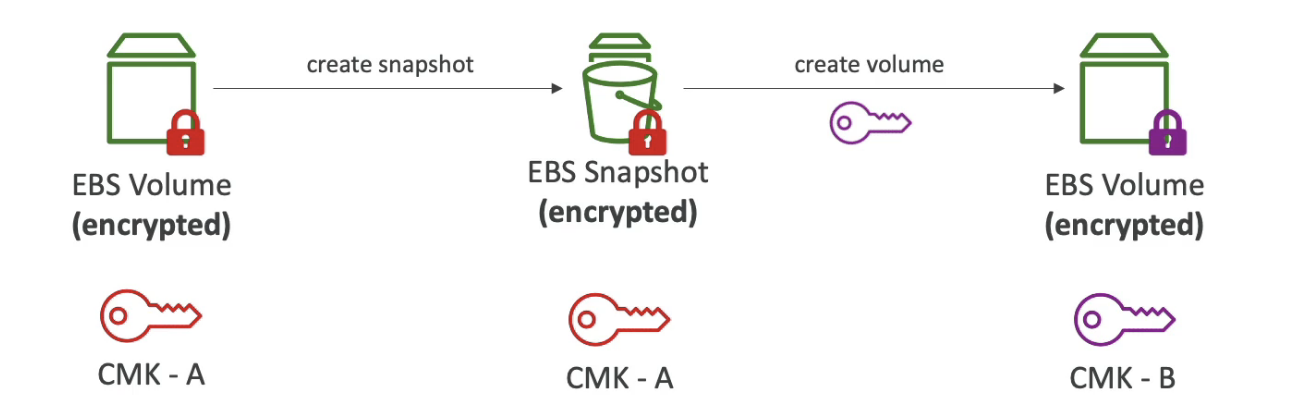 create snapshot
create volume
EBS Volume
(encrypted)
EBS Snapshot
(encrypted)
EBS Volume
(encrypted)
CMK - A
CMK - A
CMK - B